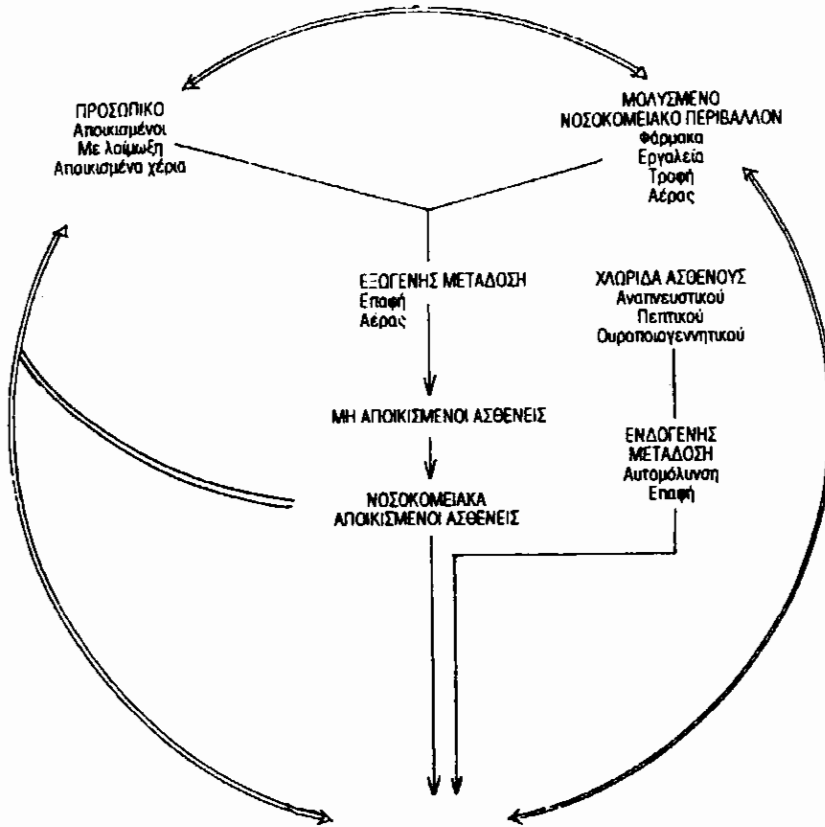 ΠΡΟΣΩΠΙΚΟ
Αποικισμένοι
Με λοίμωξη
Αποικισμένα χέρια
ΜΟΛΥΣΜΕΝΟ
ΝΟΣΟΚΟΜΕΙΑΚΟ ΠΕΡΙΒΑΛΛΟΝ
Φάρμακα
Εργαλεία
Τροφή
Αέρας
ΕΞΩΓΕΝΗΣ ΜΕΤΑΔΟΣΗ
Επαφή
Αέρας
ΧΛΩΡΙΔΑ ΑΣΘΕΝΟΥΣ
Αναπνευστικού
Πεπτικού
Ουροποιογεννητικού
ΜΗ ΑΠΟΙΚΙΣΜΕΝΟΙ ΑΣΘΕΝΕΙΣ
ΕΝΔΟΓΕΝΗΣ
ΜΕΤΑΔΟΣΗ
Αυτομόλυνση
Επαφή
ΝΟΣΟΚΟΜΕΙΑΚΑ
ΑΠΟΙΚΙΣΜΕΝΟΙ ΑΣΘΕΝΕΙΣ